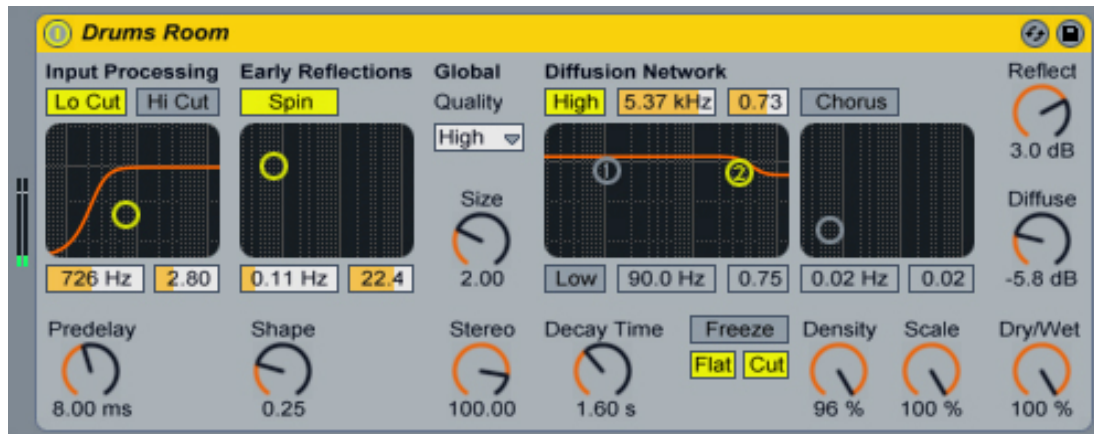 Drums Room
Input Processing Early Reflections Global Diffusion Network Reflect
Lo Cut Hi Cut Spin Quality High 5.37 kHz 0.73 Chorus
High
3.0 dB
1 2
Size Diffuse
726 Hz 2.80 0.11 Hz 22.4 2.00 Low 90.0 Hz 0.75 0.02 Hz 0.02 -5.8 dB
Predelay Shape Stereo Decay Time Freeze Density Scale Dry/Wet
Flat Cut
8.00 ms 0.25 100.00 1.60 s 96 % 100 % 100 %